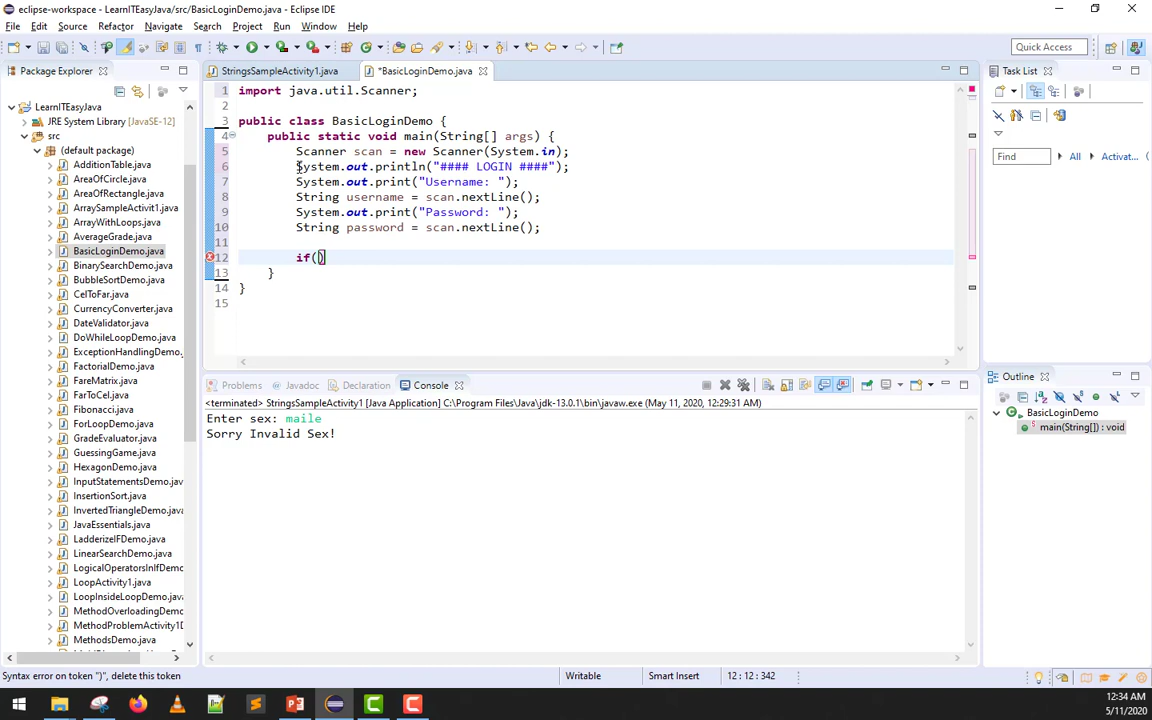 eclipse-workspace - LearnITEasyJava/src/BasicLoginDemo.java - Eclipse IDE
File Edit Source Refactor Navigate Search Project Run Window Help
Quick Access
Package Explorer
StringsSampleActivity1.java
*BasicLoginDemo.java
Task List
LearnITEasyJava
JRE System Library [JavaSE-12]
src
(default package)
AdditionTable.java
AreaOfCircle.java
AreaOfRectangle.java
ArraySampleActivit1.java
ArrayWithLoops.java
AverageGrade.java
BasicLoginDemo.java
BinarySearchDemo.java
BubbleSortDemo.java
CelToFar.java
CurrencyConverter.java
DateValidator.java
DoWhileLoopDemo.java
ExceptionHandlingDemo.
FactorialDemo.java
FareMatrix.java
FarToCel.java
Fibonacci.java
ForLoopDemo.java
GradeEvaluator.java
GuessingGame.java
HexagonDemo.java
InputStatementsDemo.java
InsertionSort.java
InvertedTriangleDemo.java
JavaEssentials.java
LadderizeIFDemo.java
LinearSearchDemo.java
LogicalOperatorsInIfDemo
LoopActivity1.java
LoopInsideLoopDemo.java
MethodOverloadingDemo
MethodProblemActivity1D
MethodsDemo.java
1 import java.util.Scanner;
2
3 public class BasicLoginDemo {
4 public static void main(String[] args) {
5 Scanner scan = new Scanner(System.in);
6 System.out.println("#### LOGIN ####");
7 System.out.print("Username: ");
8 String username = scan.nextLine();
9 System.out.print("Password: ");
10 String password = scan.nextLine();
11
12 if()
13 }
14 }
15
Find All Activat...
Problems Javadoc Declaration Console
<terminated> StringsSampleActivity1 [Java Application] C:\Program Files\Java\jdk-13.0.1\bin\javaw.exe (May 11, 2020, 12:29:31 AM)
Enter sex: maile
Sorry Invalid Sex!
Outline
BasicLoginDemo
main(String[]) : void
Syntax error on token ")", delete this token
Writable
Smart Insert
12 : 12 : 342
12:34 AM
5/11/2020